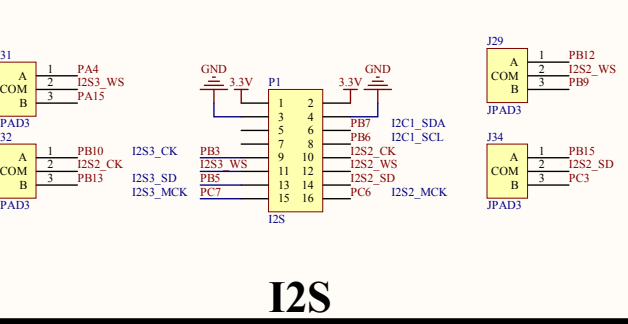 31
A
COM
B
PAD3
1 PA4
2 I2S3_WS
3 PA15
32
A
COM
B
PAD3
1 PB10
2 I2S2_CK
3 PB13
GND
3.3V
P1
3.3V
GND
1 2
3 4
5 6 PB7 I2C1_SDA
7 8 PB6 I2C1_SCL
I2S3_CK PB3 9 10 I2S2_CK
I2S3_WS 11 12 I2S2_WS
I2S3_SD PB5 13 14 I2S2_SD
I2S3_MCK PC7 15 16 PC6 I2S2_MCK
I2S
J29
A
COM
B
JPAD3
1 PB12
2 I2S2_WS
3 PB9
J34
A
COM
B
JPAD3
1 PB15
2 I2S2_SD
3 PC3
I2S